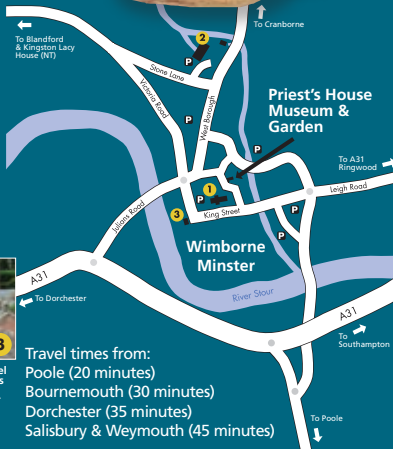 To Cranborne
To Blandford
& Kingston Lacy
House (NT)
2
P
Stone Lane
Victoria Road
West Borough
P
Priest's House
Museum &
Garden
P
To A31
Ringwood
Leigh Road
1
P
King Street
3
Julians Road
P
P
Wimborne
Minster
A31
To Dorchester
River Stour
A31
To
Southampton
3
Travel times from:
Poole (20 minutes)
Bournemouth (30 minutes)
Dorchester (35 minutes)
Salisbury & Weymouth (45 minutes)
To Poole